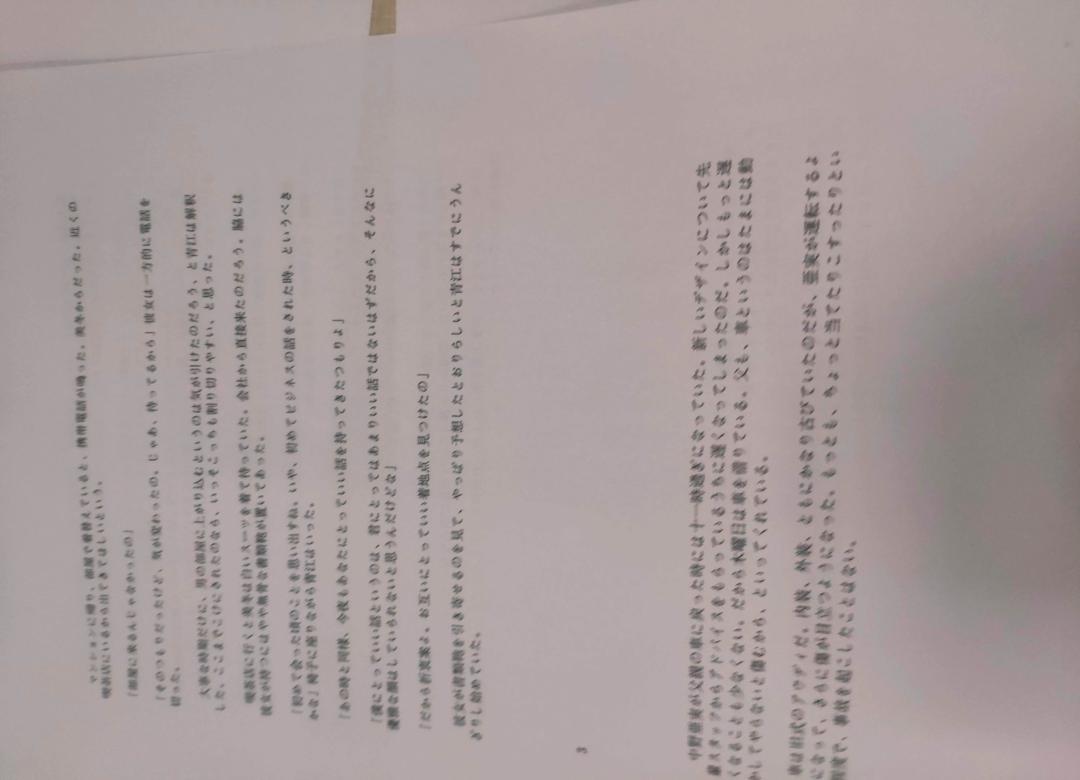 マンションに帰り、部屋で着替えていると、携帯電話が鳴った。美冬からだった。近くの
喫茶店にいるから出てきてほしいという。
「部屋に来るんじゃなかったの」
「そのつもりだったけど、気が変わったの。じゃあ、待ってるから」彼女は一方的に電話を
切った。
大事な時期だけに、男の部屋に上がり込むというのは気が引けたのだろう、と青江は解釈
した。ここまでこけにされたのなら、いっそこっちも割り切りやすい、と思った。
喫茶店に行くと美冬は白いスーツを着て待っていた。会社から直接来たのだろう。脇には
彼女が持つにはやや無骨な書類鞄が置いてあった。
「初めて会った頃のことを思い出すね。いや、初めてビジネスの話をされた時、というべき
かな」椅子に座りながら青江はいった。
「あの時と同様、今夜もあなたにとっていい話を持ってきたつもりよ」
「僕にとっていい話というのは、君にとってはあまりいい話ではないはずだから、そんなに
優雅な顔はしていられないと思うんだけどな」
「だから折衷案よ。お互いにとっていい着地点を見つけたの」
彼女が書類鞄を引き寄せるのを見て、やっぱり予想したとおりらしいと青江はすでにうん
ざりし始めていた。
3
中野亜実が父親の車に戻った時には十一時過ぎになっていた。新しいデザインについて先
輩スタッフからアドバイスをもらっているうちに遅くなってしまったのだ。しかしもっと遅
くなることも少なくない。だから木曜日は車を借りている。父も、車というのはたまには動
かしてやらないと傷むから、といってくれている。
車は旧式のアウディだ。内装、外装、ともにかなり古びていたのだが、亜実が運転するよ
になって、さらに傷が目立つようになった。もっとも、ちょっと当てたりこすったりとい
程度で、事故を起こしたことはない。